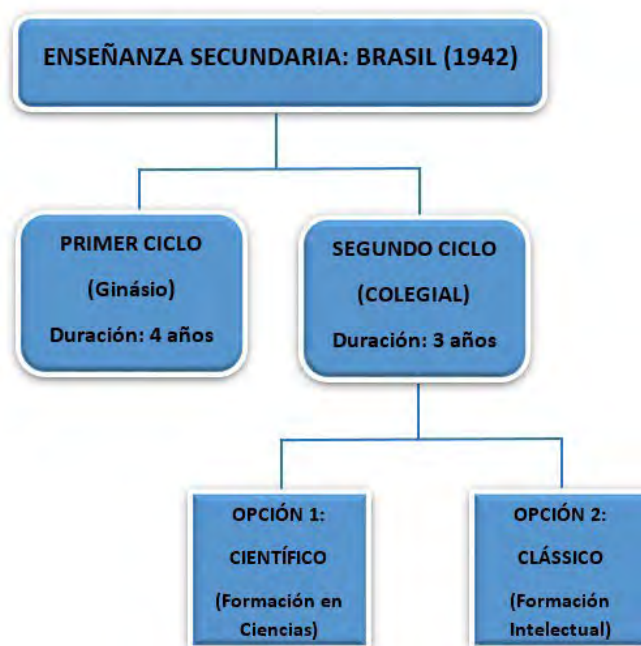 ENSEÑANZA SECUNDARIA: BRASIL (1942)
PRIMER CICLO
(Ginásio)
Duración: 4 años
SEGUNDO CICLO
(COLEGIAL)
Duración: 3 años
OPCIÓN 1:
CIENTÍFICO
(Formación en
Ciencias)
OPCIÓN 2:
CLÁSSICO
(Formación
Intelectual)